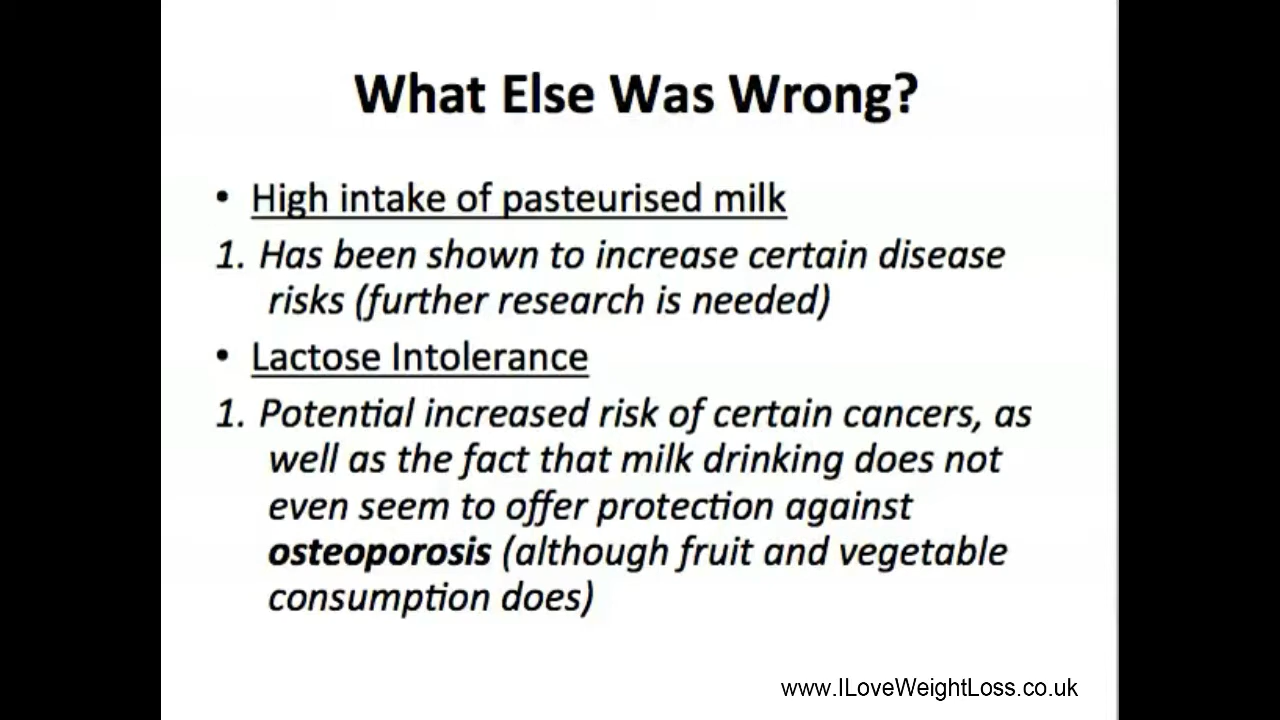 What Else Was Wrong?
• High intake of pasteurised milk
1. Has been shown to increase certain disease
risks (further research is needed)
• Lactose Intolerance
1. Potential increased risk of certain cancers, as
well as the fact that milk drinking does not
even seem to offer protection against
osteoporosis (although fruit and vegetable
consumption does)
www.ILoveWeightLoss.co.uk